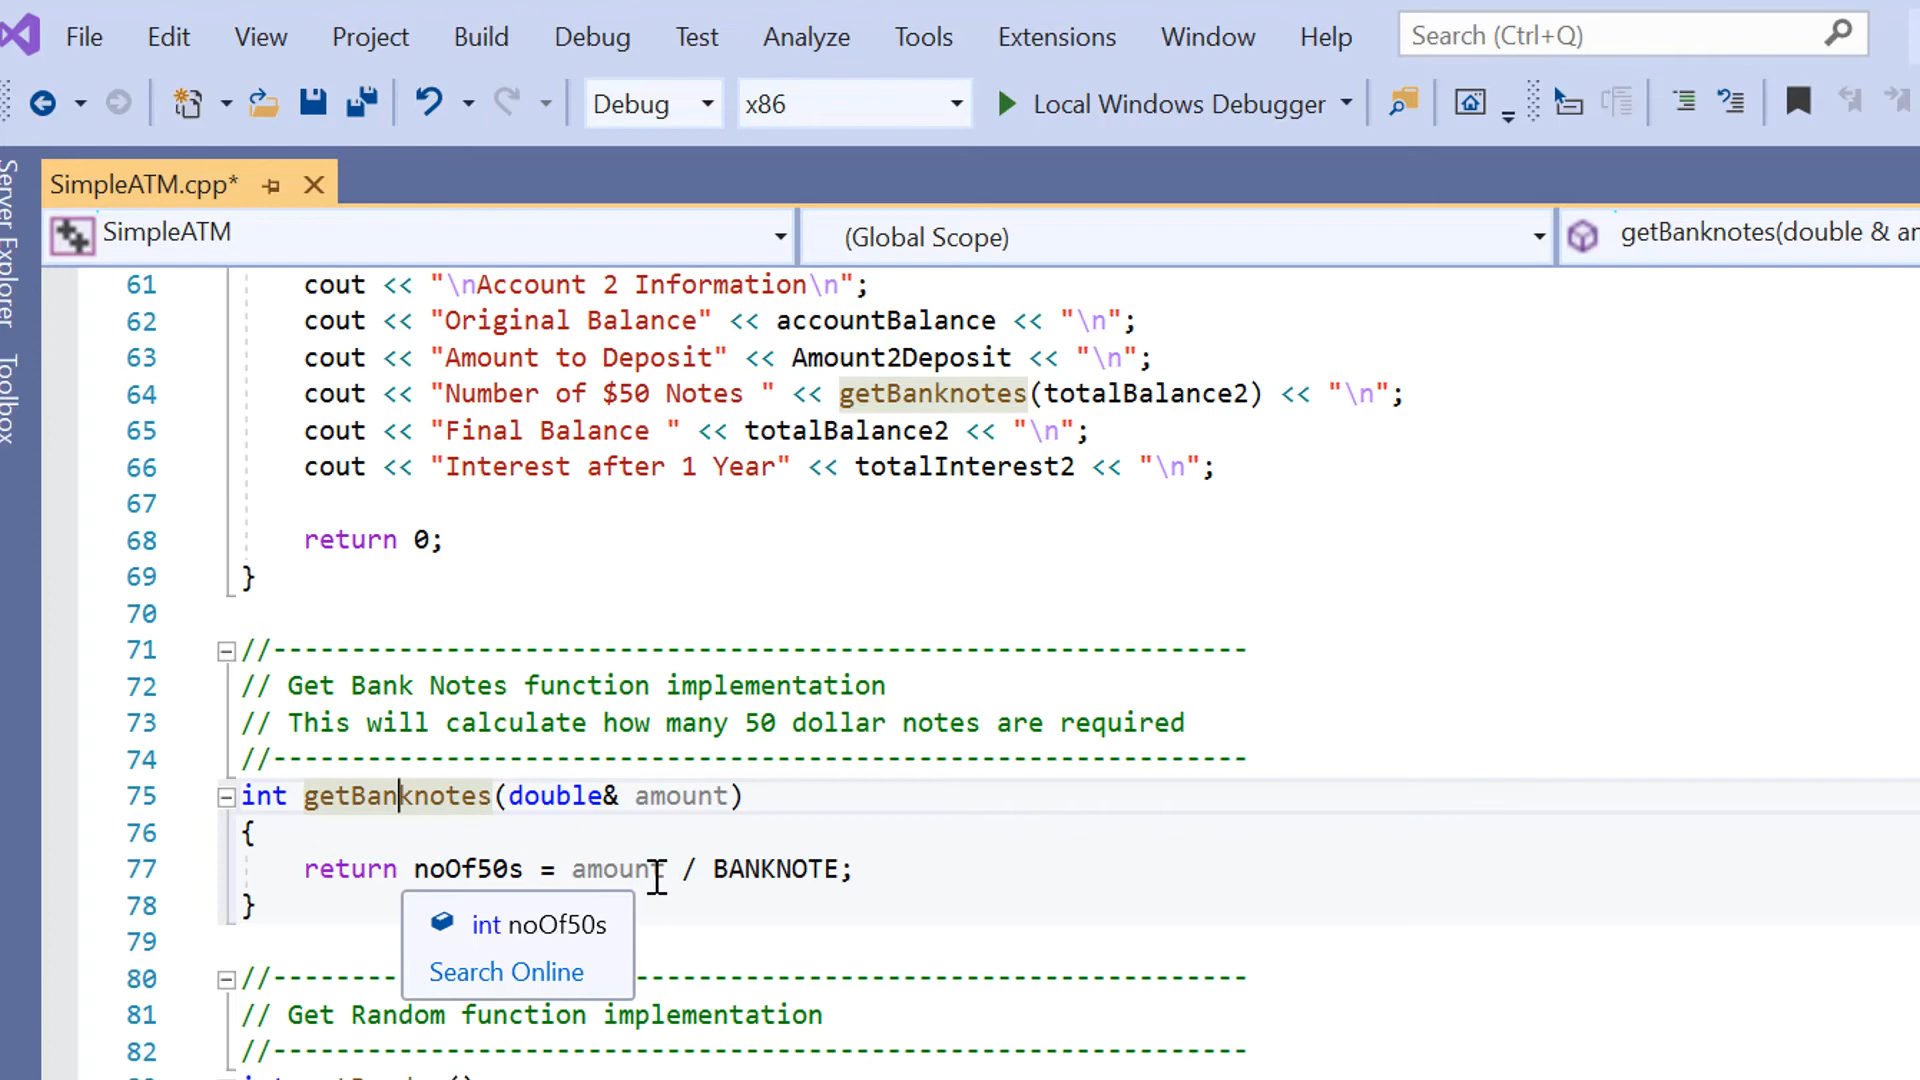 File Edit View Project Build Debug Test Analyze Tools Extensions Window Help Search (Ctrl+Q)
Debug x86 Local Windows Debugger
Server Explorer
Toolbox
SimpleATM.cpp*
SimpleATM (Global Scope) getBanknotes(double & an
61 cout << "\nAccount 2 Information\n";
62 cout << "Original Balance" << accountBalance << "\n";
63 cout << "Amount to Deposit" << Amount2Deposit << "\n";
64 cout << "Number of $50 Notes " << getBanknotes(totalBalance2) << "\n";
65 cout << "Final Balance " << totalBalance2 << "\n";
66 cout << "Interest after 1 Year" << totalInterest2 << "\n";
67
68 return 0;
69 }
70
71 //--------------------------------------------------------------
72 // Get Bank Notes function implementation
73 // This will calculate how many 50 dollar notes are required
74 //--------------------------------------------------------------
75 int getBanknotes(double& amount)
76 {
77 return noOf50s = amount / BANKNOTE;
78 }
int noOf50s
Search Online
79
80 //--------------------------------------------------------------
81 // Get Random function implementation
82 //--------------------------------------------------------------